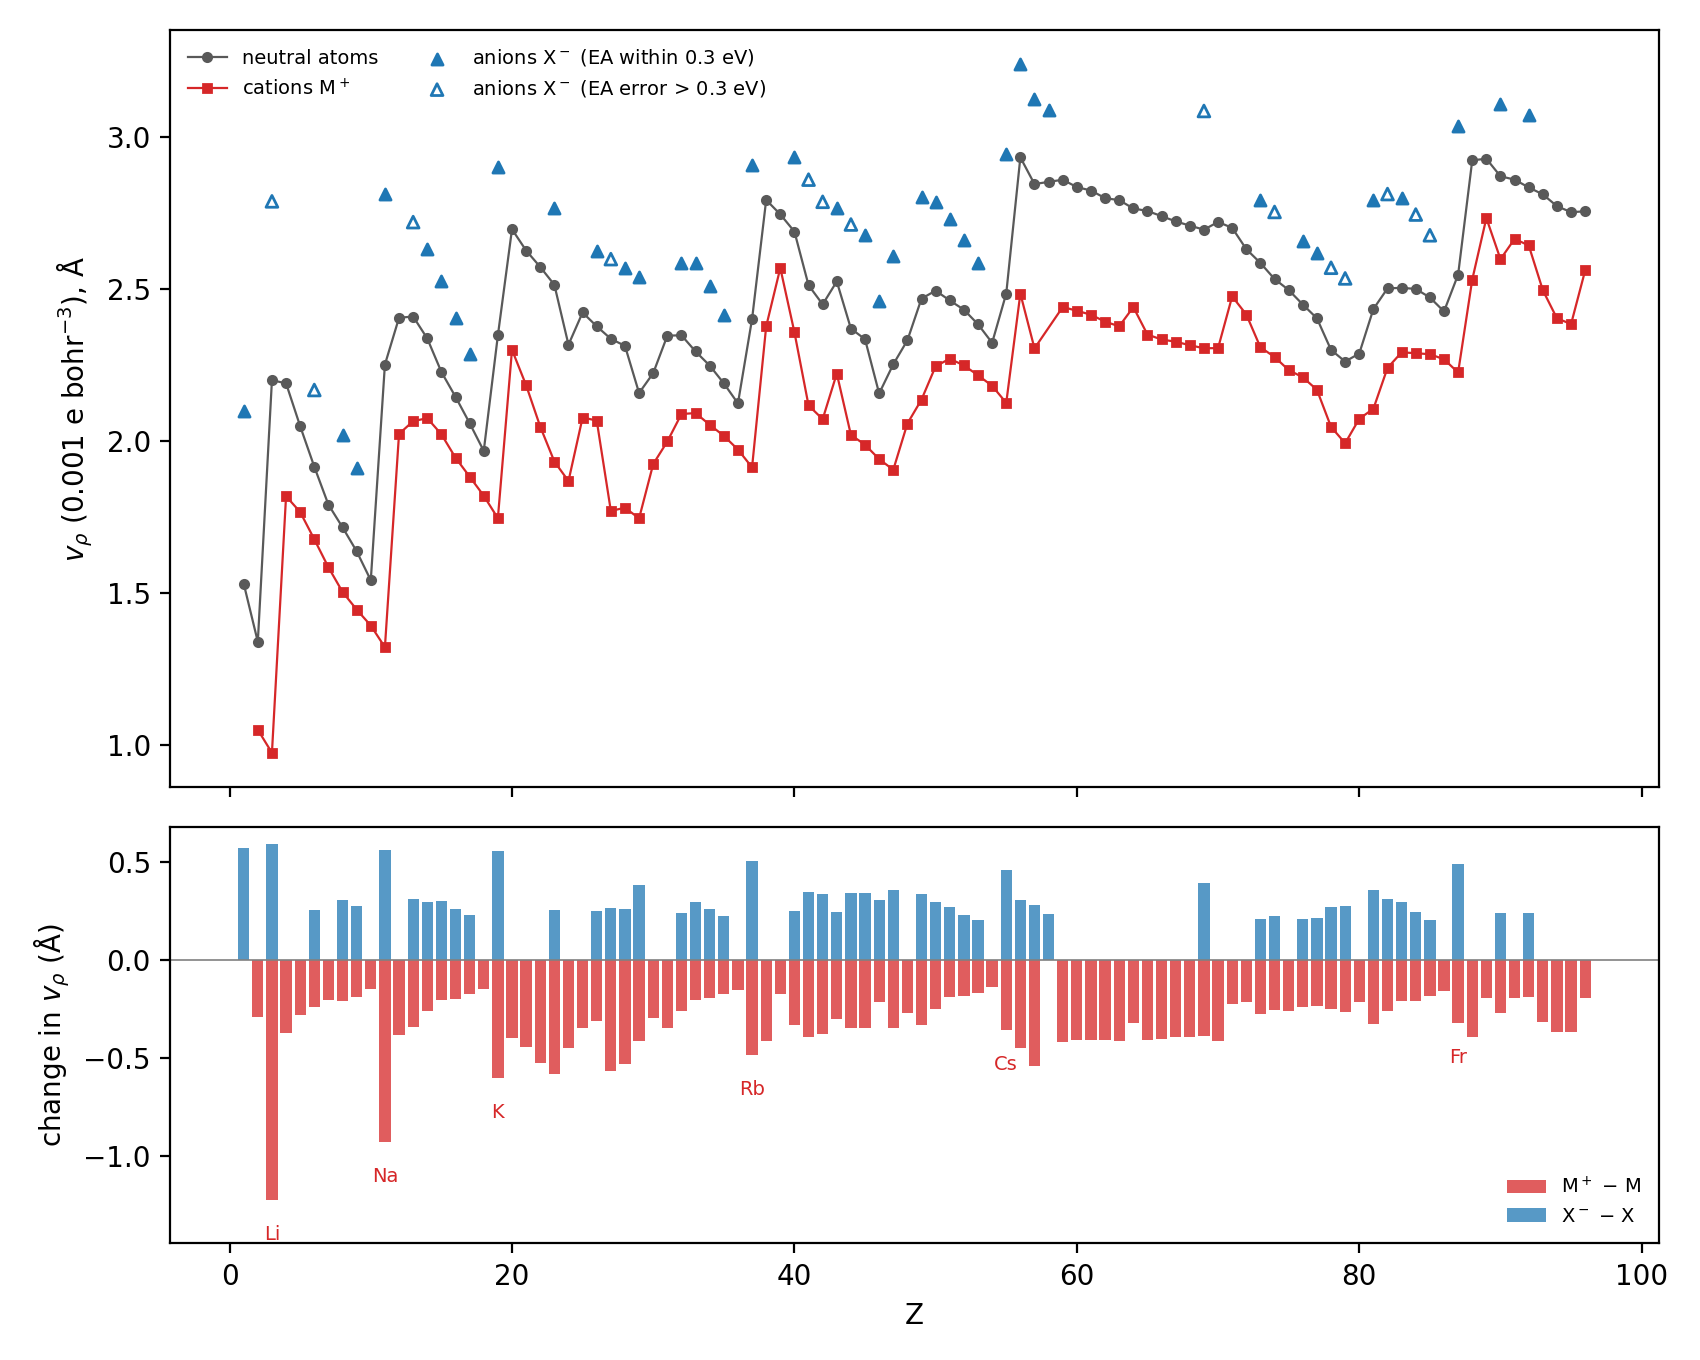 neutral atoms
cations M⁺
anions X⁻ (EA within 0.3 eV)
anions X⁻ (EA error > 0.3 eV)
3.0
2.5
2.0
1.5
1.0
vᵨ (0.001 e bohr⁻³), Å
0.5
0.0
−0.5
−1.0
change in vᵨ (Å)
Li
Na
K
Rb
Cs
Fr
M⁺ − M
X⁻ − X
0
20
40
60
80
100
Z